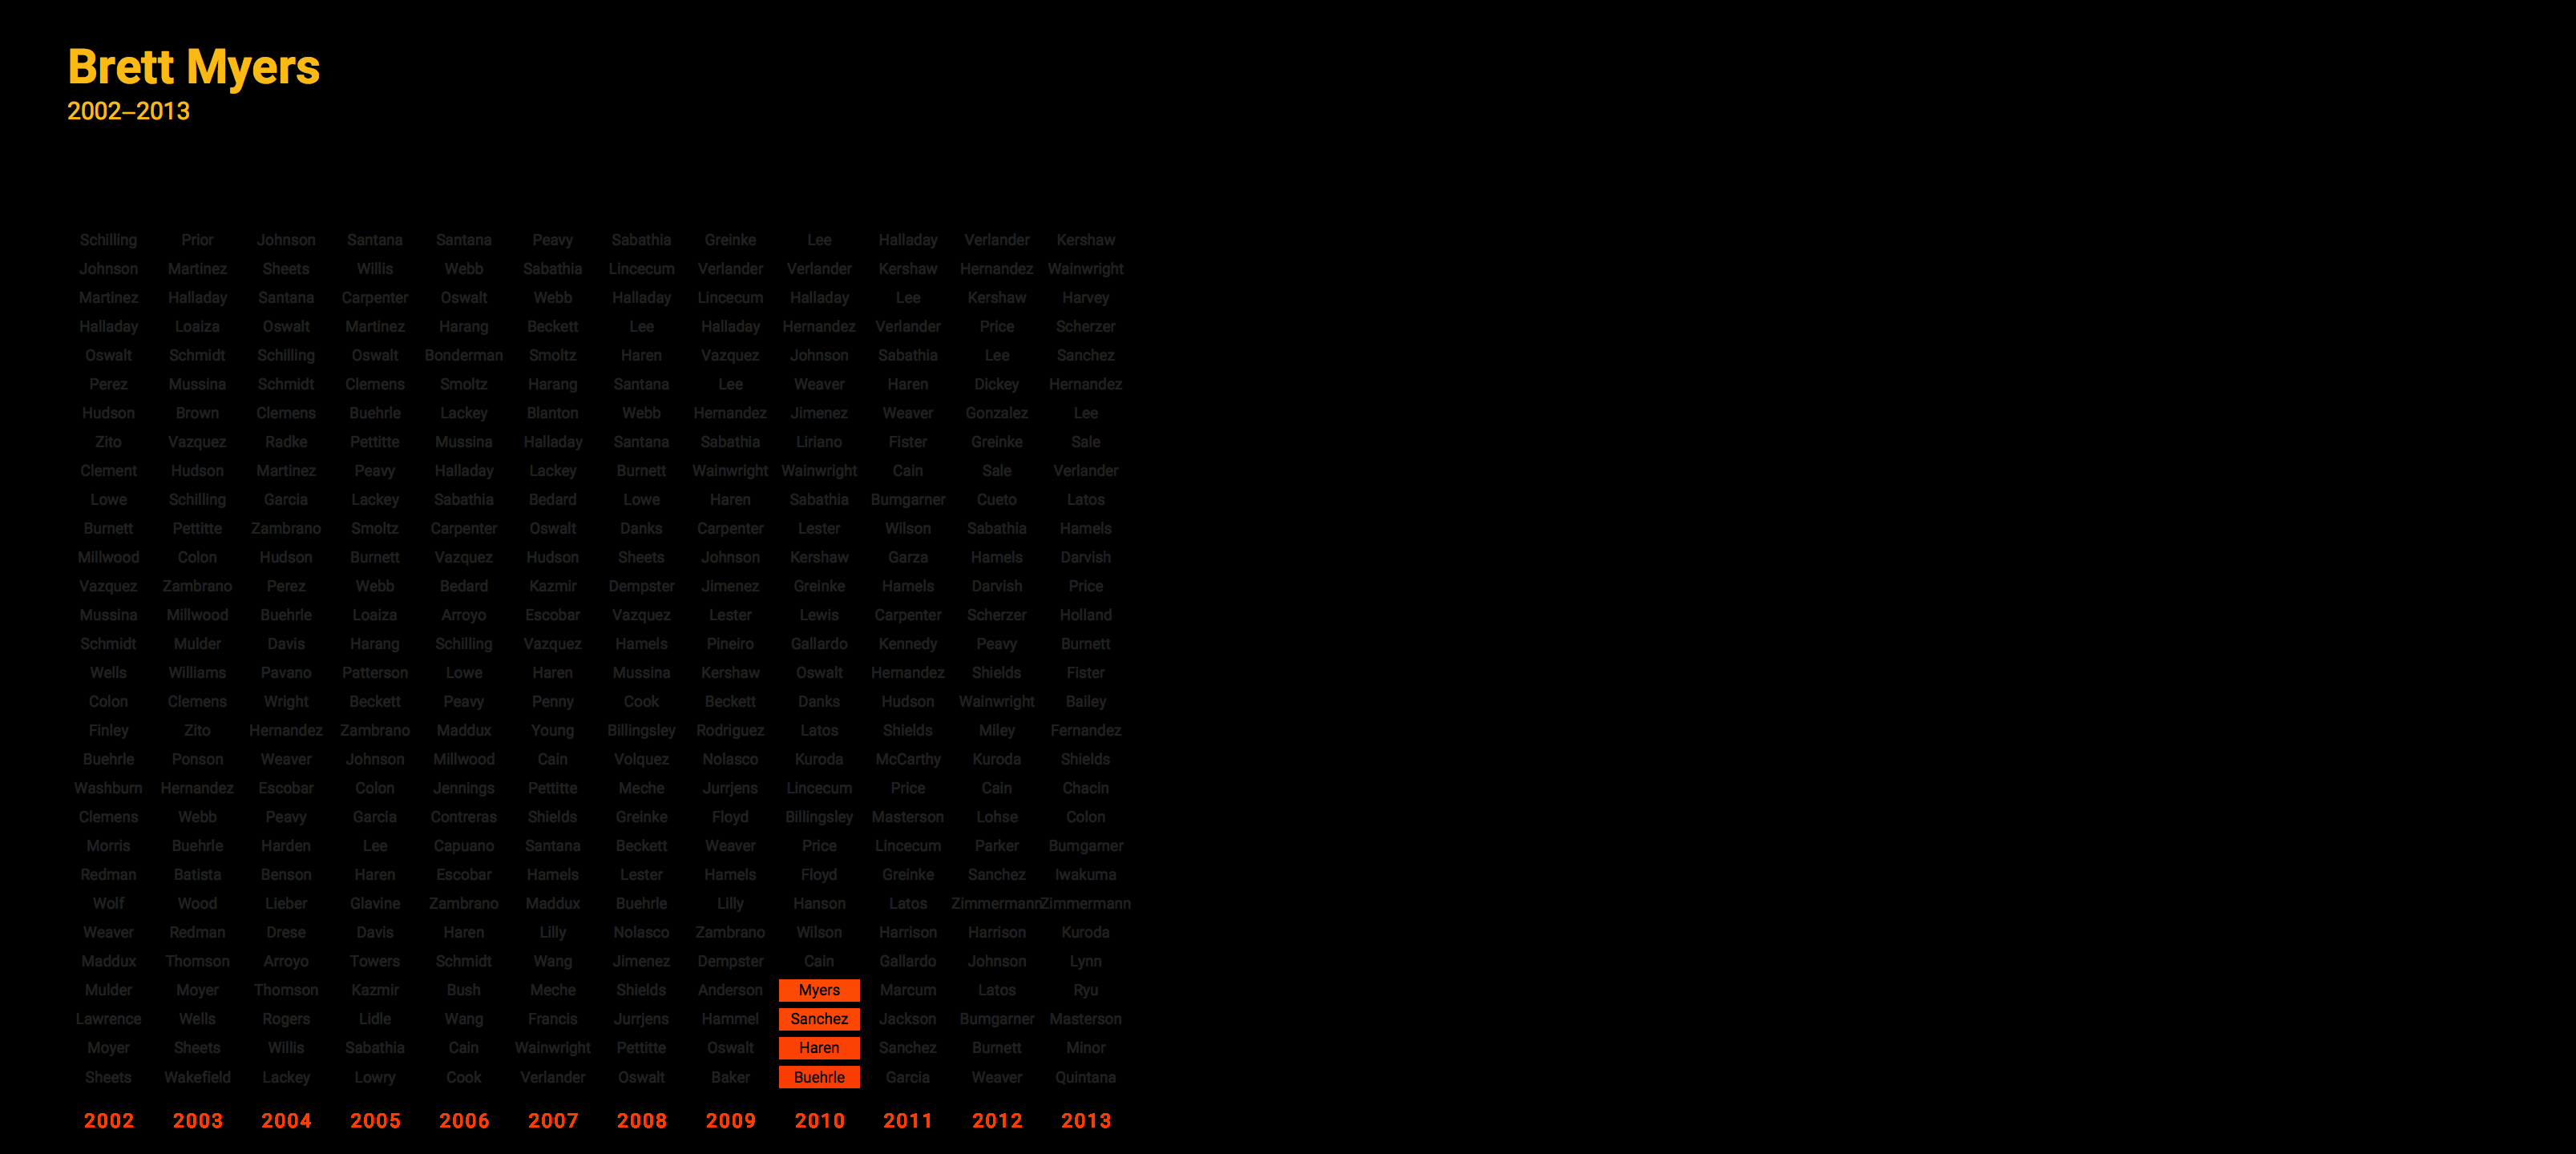 Brett Myers
2002–2013
Schilling Prior Johnson Santana Santana Peavy Sabathia Greinke Lee Halladay Verlander Kershaw
Johnson Martinez Sheets Willis Webb Sabathia Lincecum Verlander Verlander Kershaw Hernandez Wainwright
Martinez Halladay Santana Carpenter Oswalt Webb Halladay Lincecum Halladay Lee Kershaw Harvey
Halladay Loaiza Oswalt Martinez Harang Beckett Lee Halladay Hernandez Verlander Price Scherzer
Oswalt Schmidt Schilling Oswalt Bonderman Smoltz Haren Vazquez Johnson Sabathia Lee Sanchez
Perez Mussina Schmidt Clemens Smoltz Harang Santana Lee Weaver Haren Dickey Hernandez
Hudson Brown Clemens Buehrle Lackey Blanton Webb Hernandez Jimenez Weaver Gonzalez Lee
Zito Vazquez Radke Pettitte Mussina Halladay Santana Sabathia Liriano Fister Greinke Sale
Clement Hudson Martinez Peavy Halladay Lackey Burnett Wainwright Wainwright Cain Sale Verlander
Lowe Schilling Garcia Lackey Sabathia Bedard Lowe Haren Sabathia Bumgarner Cueto Latos
Burnett Pettitte Zambrano Smoltz Carpenter Oswalt Danks Carpenter Lester Wilson Sabathia Hamels
Millwood Colon Hudson Burnett Vazquez Hudson Sheets Johnson Kershaw Garza Hamels Darvish
Vazquez Zambrano Perez Webb Bedard Kazmir Dempster Jimenez Greinke Hamels Darvish Price
Mussina Millwood Buehrle Loaiza Arroyo Escobar Vazquez Lester Lewis Carpenter Scherzer Holland
Schmidt Mulder Davis Harang Schilling Vazquez Hamels Pineiro Gallardo Kennedy Peavy Burnett
Wells Williams Pavano Patterson Lowe Haren Mussina Kershaw Oswalt Hernandez Shields Fister
Colon Clemens Wright Beckett Peavy Penny Cook Beckett Danks Hudson Wainwright Bailey
Finley Zito Hernandez Zambrano Maddux Young Billingsley Rodriguez Latos Shields Miley Fernandez
Buehrle Ponson Weaver Johnson Millwood Cain Volquez Nolasco Kuroda McCarthy Kuroda Shields
Washburn Hernandez Escobar Colon Jennings Pettitte Meche Jurrjens Lincecum Price Cain Chacin
Clemens Webb Peavy Garcia Contreras Shields Greinke Floyd Billingsley Masterson Lohse Colon
Morris Buehrle Harden Lee Capuano Santana Beckett Weaver Price Lincecum Parker Bumgarner
Redman Batista Benson Haren Escobar Hamels Lester Hamels Floyd Greinke Sanchez Iwakuma
Wolf Wood Lieber Glavine Zambrano Maddux Buehrle Lilly Hanson Latos Zimmermann Zimmermann
Weaver Redman Drese Davis Haren Lilly Nolasco Zambrano Wilson Harrison Harrison Kuroda
Maddux Thomson Arroyo Towers Schmidt Wang Jimenez Dempster Cain Gallardo Johnson Lynn
Mulder Moyer Thomson Kazmir Bush Meche Shields Anderson Myers Marcum Latos Ryu
Lawrence Wells Rogers Lidle Wang Francis Jurrjens Hammel Sanchez Jackson Bumgarner Masterson
Moyer Sheets Willis Sabathia Cain Wainwright Pettitte Oswalt Haren Sanchez Burnett Minor
Sheets Wakefield Lackey Lowry Cook Verlander Oswalt Baker Buehrle Garcia Weaver Quintana
2002 2003 2004 2005 2006 2007 2008 2009 2010 2011 2012 2013